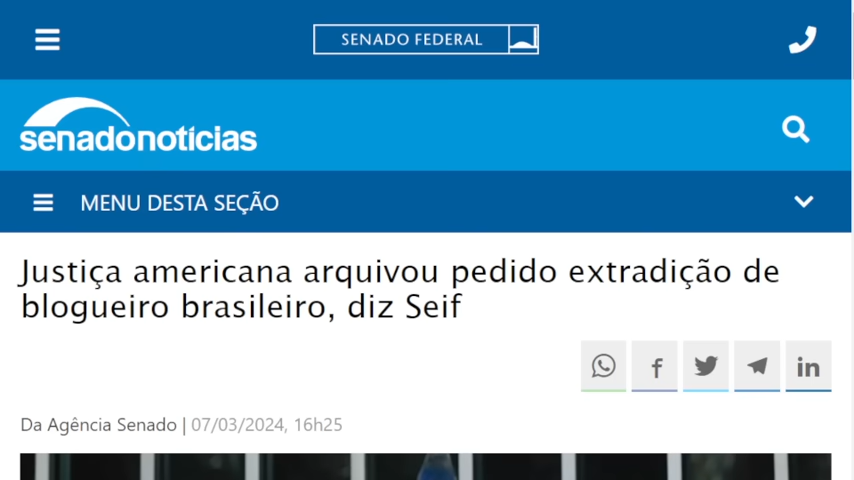 SENADO FEDERAL
senadonotícias
MENU DESTA SEÇÃO
Justiça americana arquivou pedido extradição de
blogueiro brasileiro, diz Seif
Da Agência Senado | 07/03/2024, 16h25